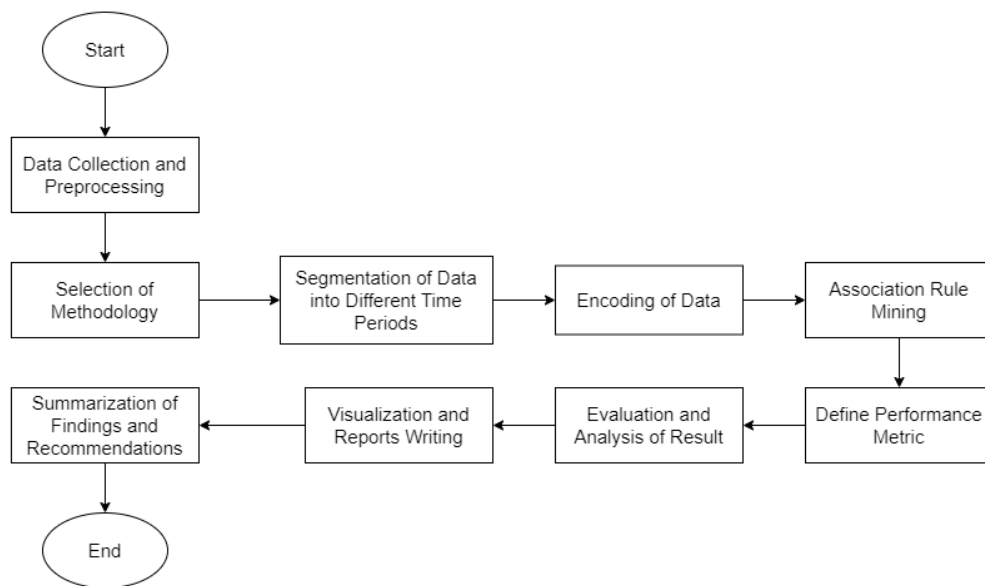 Start
Data Collection and
Preprocessing
Selection of
Methodology
Segmentation of Data
into Different Time
Periods
Encoding of Data
Association Rule
Mining
Define Performance
Metric
Evaluation and
Analysis of Result
Visualization and
Reports Writing
Summarization of
Findings and
Recommendations
End